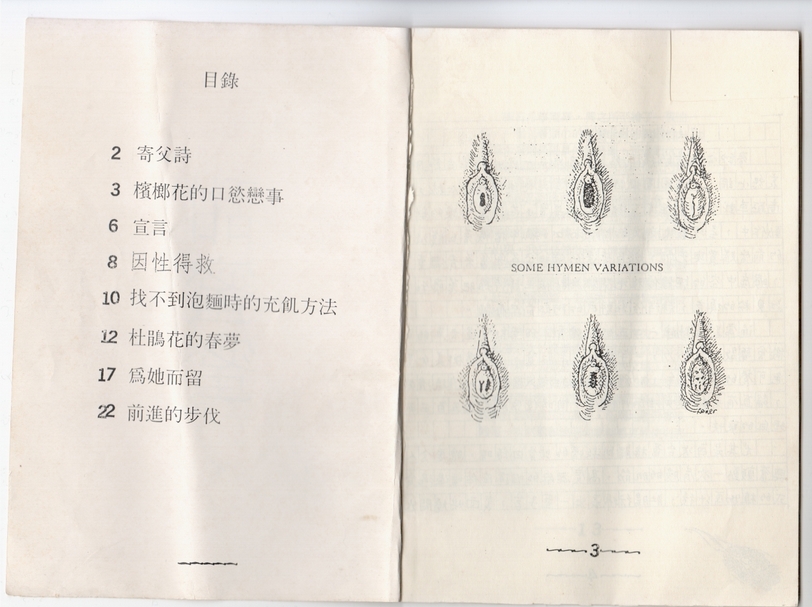 目錄
2 寄父詩
3 檳榔花的口慾戀事
6 宣言
8 因性得救
10 找不到泡麵時的充飢方法
12 杜鵑花的春夢
17 爲她而留
22 前進的步伐
SOME HYMEN VARIATIONS
3